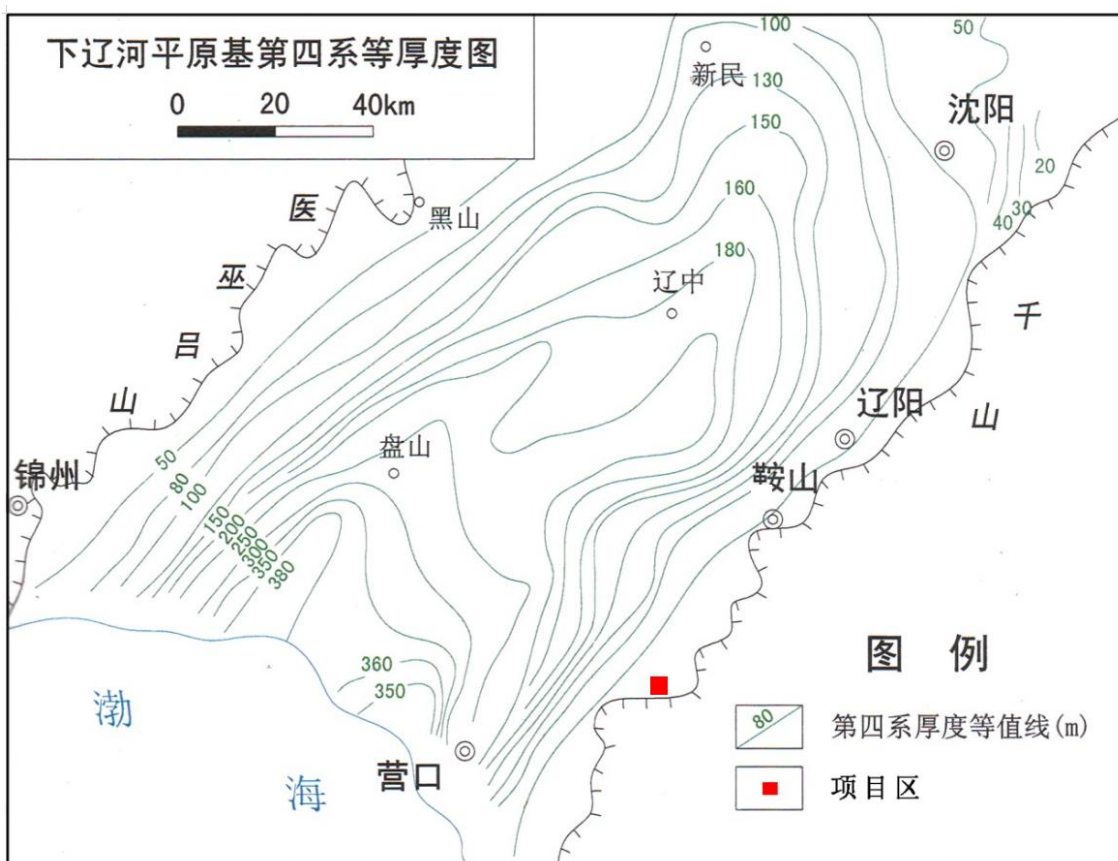 下辽河平原基第四系等厚度图
0 20 40km
100
50
新民
130
沈阳
150
20
医
黑山
160
30
40
巫
180
辽中
千
吕
山
辽阳
山
盘山
锦州
50
鞍山
80
100
150
200
250
300
350
380
图 例
360
渤
350
80
第四系厚度等值线(m)
营口
海
项目区